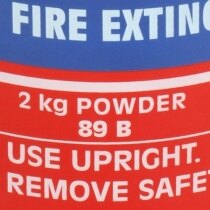 FIRE EXTING
2 kg POWDER
89 B
USE UPRIGHT.
REMOVE SAFET